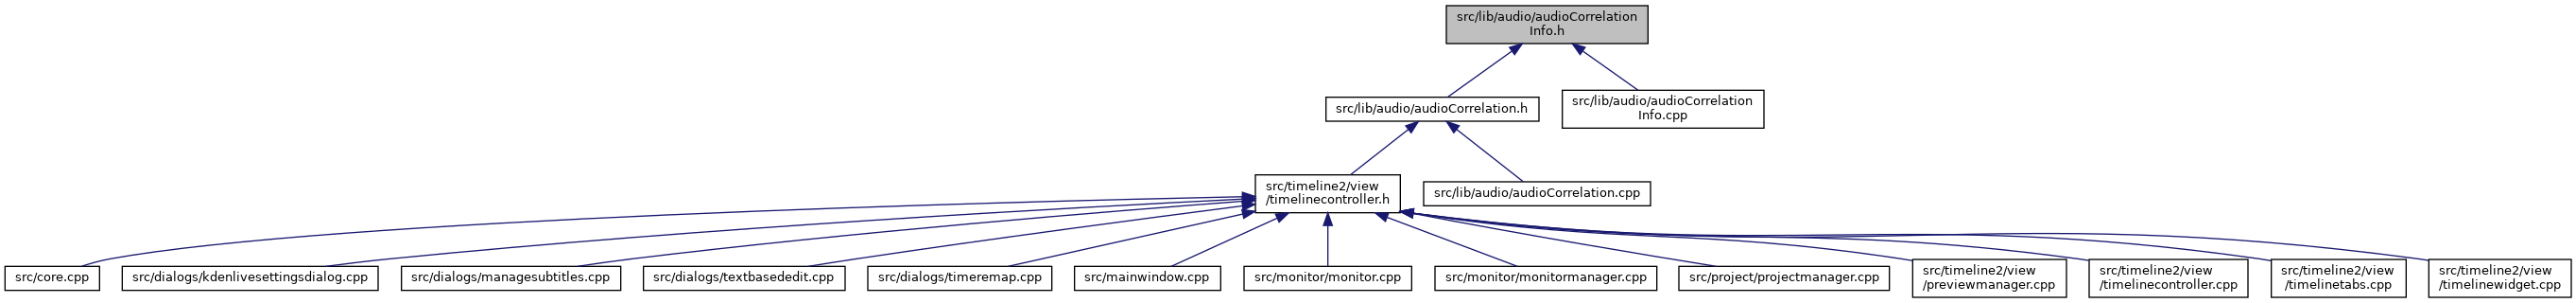 src/lib/audio/audioCorrelation
Info.h
src/lib/audio/audioCorrelation.h
src/lib/audio/audioCorrelation
Info.cpp
src/timeline2/view
/timelinecontroller.h
src/lib/audio/audioCorrelation.cpp
src/core.cpp
src/dialogs/kdenlivesettingsdialog.cpp
src/dialogs/managesubtitles.cpp
src/dialogs/textbasededit.cpp
src/dialogs/timeremap.cpp
src/mainwindow.cpp
src/monitor/monitor.cpp
src/monitor/monitormanager.cpp
src/project/projectmanager.cpp
src/timeline2/view
/previewmanager.cpp
src/timeline2/view
/timelinecontroller.cpp
src/timeline2/view
/timelinetabs.cpp
src/timeline2/view
/timelinewidget.cpp